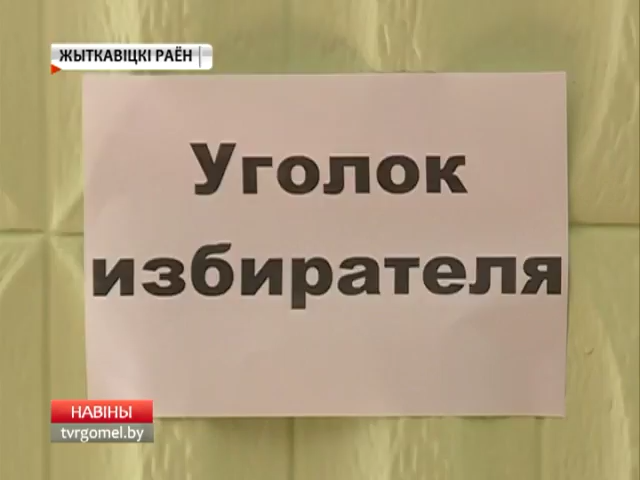 ЖЫТКАВІЦКІ РАЁН
Уголок
избирателя
НАВІНЫ
tvrgomel.by